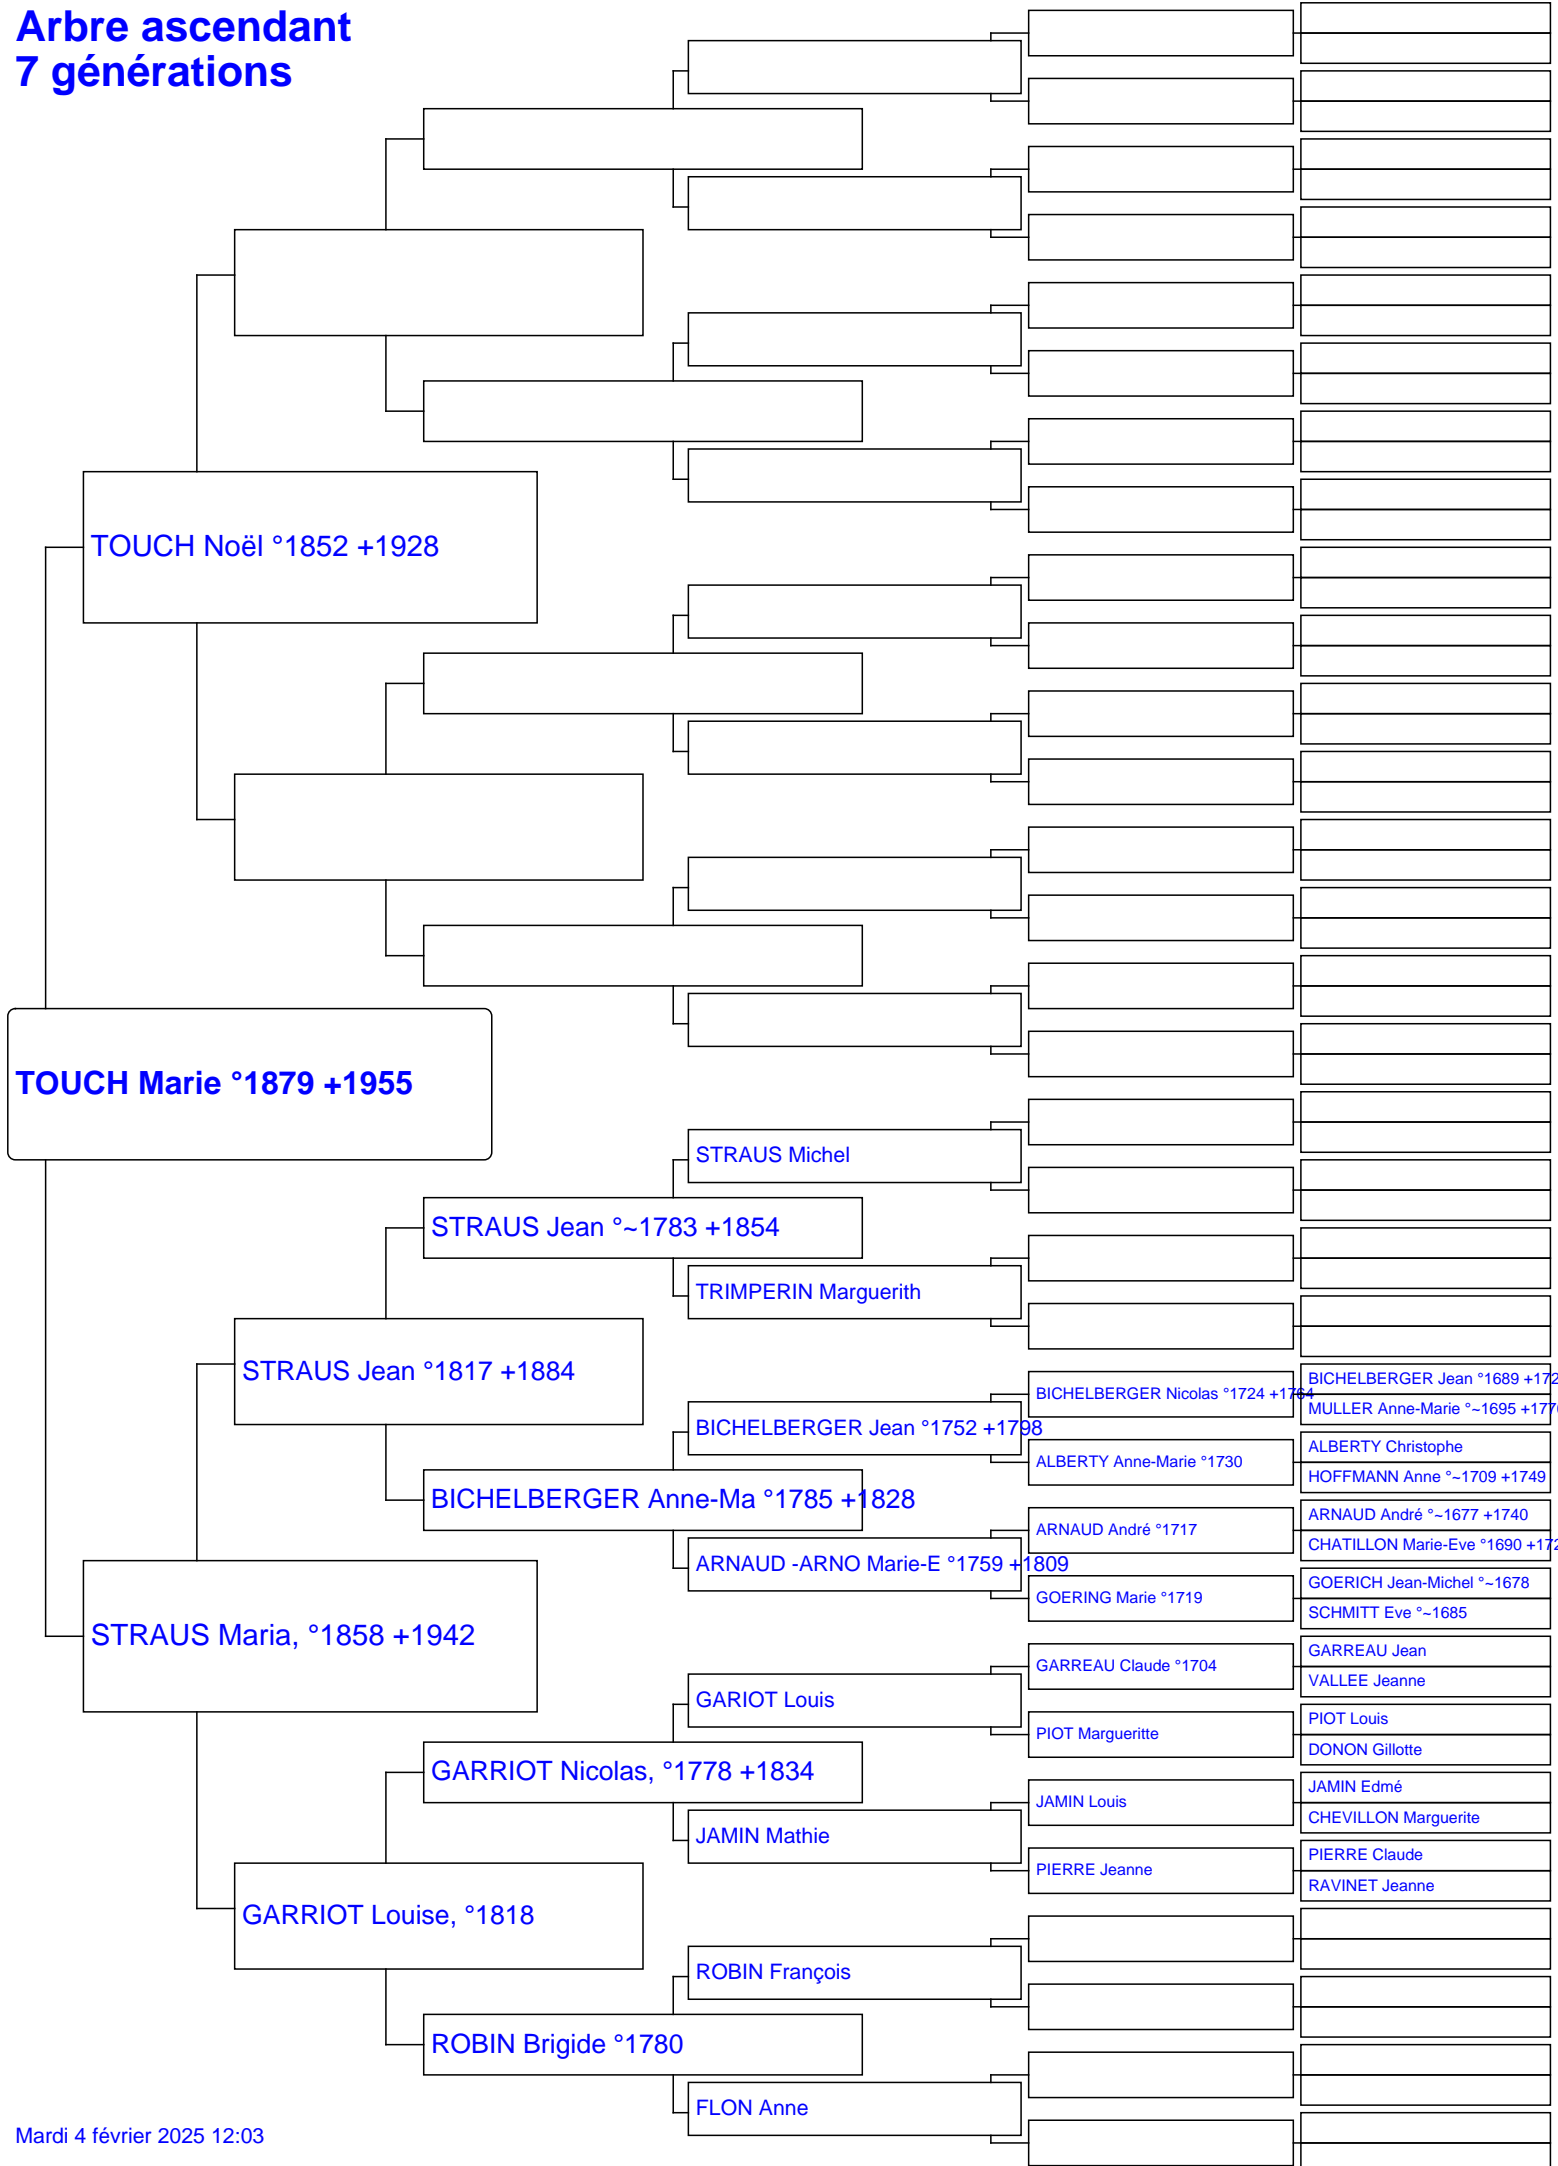 Arbre ascendant
7 générations
TOUCH Noël °1852 +1928
TOUCH Marie °1879 +1955
STRAUS Michel
STRAUS Jean °~1783 +1854
TRIMPERIN Marguerith
STRAUS Jean °1817 +1884
BICHELBERGER Nicolas °1724 +1764
BICHELBERGER Jean °1689 +172
MULLER Anne-Marie °~1695 +1770
BICHELBERGER Jean °1752 +1798
ALBERTY Anne-Marie °1730
ALBERTY Christophe
HOFFMANN Anne °~1709 +1749
BICHELBERGER Anne-Ma °1785 +1828
ARNAUD André °1717
ARNAUD André °~1677 +1740
CHATILLON Marie-Eve °1690 +172
ARNAUD -ARNO Marie-E °1759 +1809
GOERING Marie °1719
GOERICH Jean-Michel °~1678
SCHMITT Eve °~1685
STRAUS Maria, °1858 +1942
GARREAU Claude °1704
GARREAU Jean
VALLEE Jeanne
GARIOT Louis
PIOT Margueritte
PIOT Louis
DONON Gillotte
GARRIOT Nicolas, °1778 +1834
JAMIN Louis
JAMIN Edmé
CHEVILLON Marguerite
JAMIN Mathie
PIERRE Jeanne
PIERRE Claude
RAVINET Jeanne
GARRIOT Louise, °1818
ROBIN François
ROBIN Brigide °1780
FLON Anne
Mardi 4 février 2025 12:03